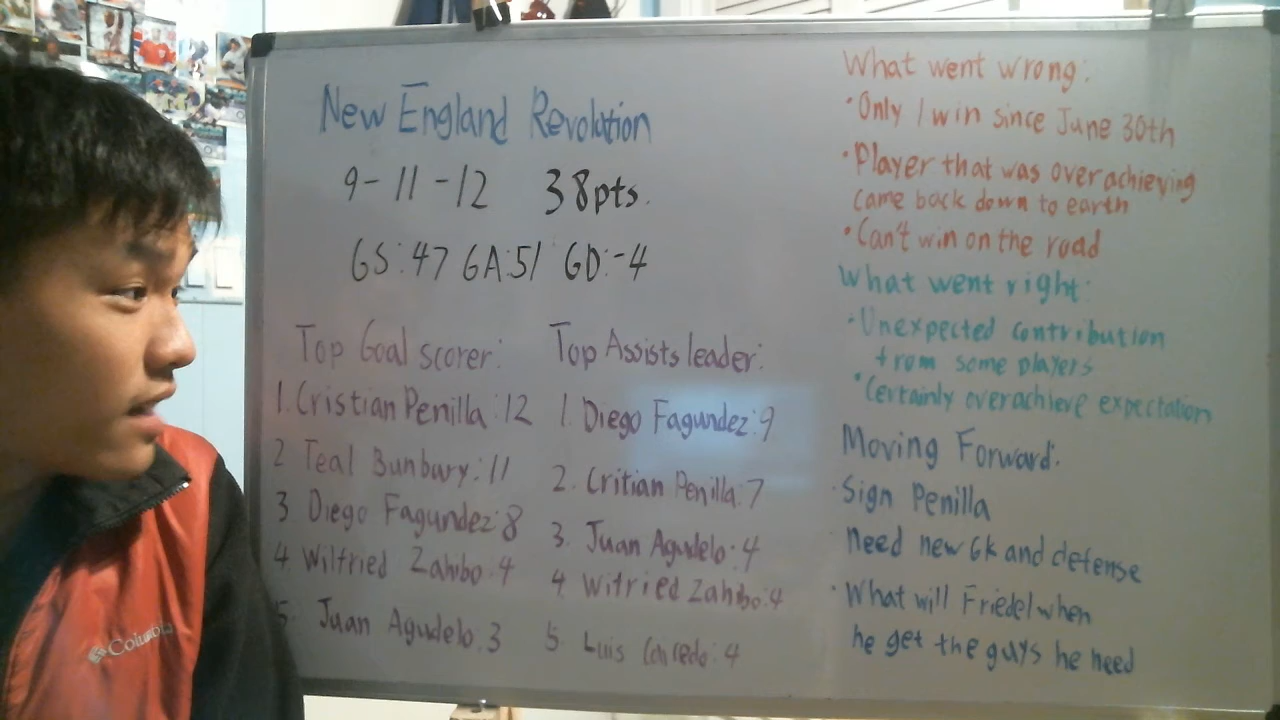 New England Revolution
9-11-12 38pts.
GS:47 GA:51 GD:-4
Top Goal scorer:
1. Cristian Penilla:12
2 Teal Bunbury:11
3 Diego Fagundez:8
4 Wilfried Zahibo:4
5 Juan Agudelo:3
Top Assists leader:
1. Diego Fagundez:9
2. Critian Penilla:7
3. Juan Agudelo:4
4 Wifried Zahibo:4
5 Luis :4
What went wrong:
• Only 1 win since June 30th
• Player that was overachieving
came back down to earth
• Can't win on the road
What went right:
• Unexpected contribution
from some players
• Certainly overachieve expectation
Moving Forward:
• Sign Penilla
Need new GK and defense
• What will Friedel when
he get the guys he need
Columbia